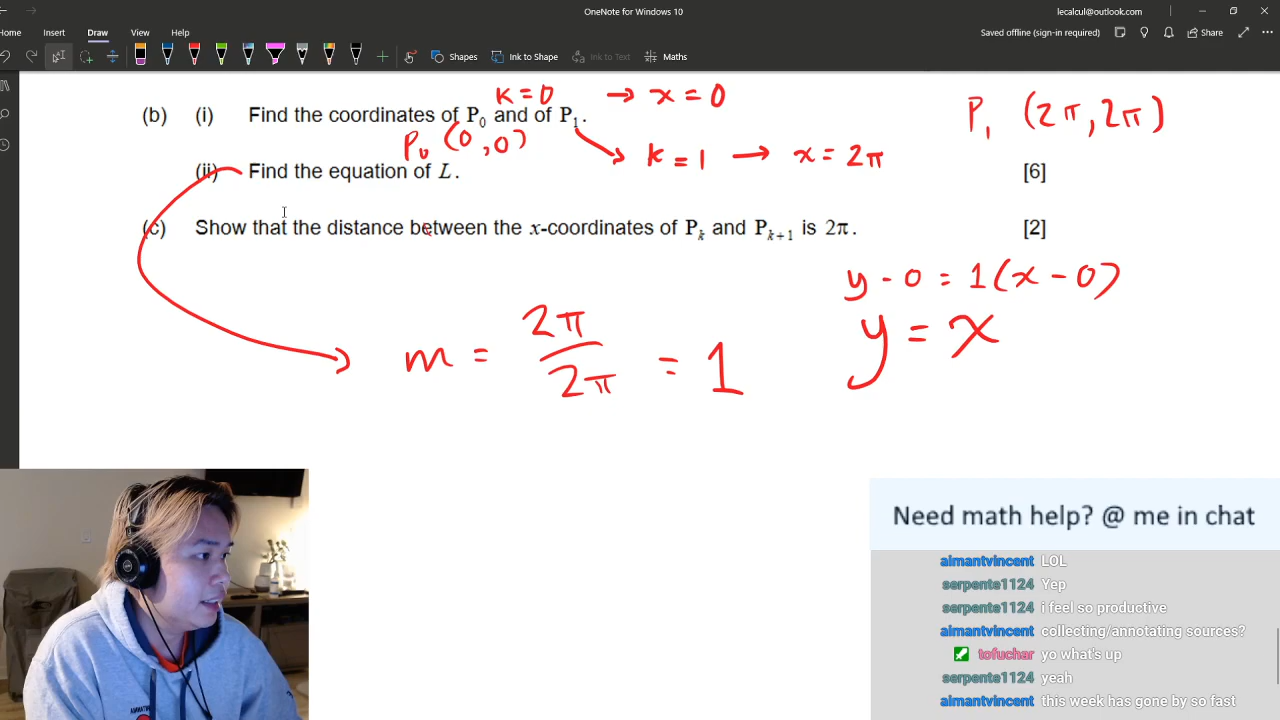 OneNote for Windows 10
lecalcul@outlook.com
Home Insert Draw View Help
Saved offline (sign-in required)
Share
Shapes
Ink to Shape
Ink to Text
Maths
k=0 → x=0
(b) (i) Find the coordinates of P₀ and of P₁.
P₁ (2π, 2π)
P₀ (0, 0)
k=1 → x=2π
(ii) Find the equation of L. [6]
(c) Show that the distance between the x-coordinates of Pₖ and Pₖ₊₁ is 2π. [2]
y - 0 = 1(x - 0)
y = x
m = 2π/2π = 1
Need math help? @ me in chat
aimantvincent LOL
serpente1124 Yep
serpente1124 i feel so productive
aimantvincent collecting/annotating sources?
tofuchar yo what's up
serpente1124 yeah
aimantvincent this week has gone by so fast